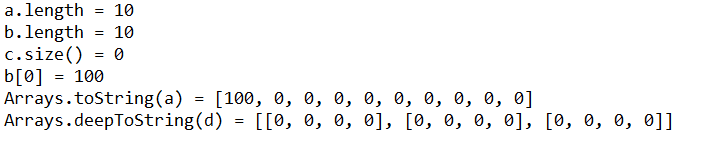 a.length = 10
b.length = 10
c.size() = 0
b[0] = 100
Arrays.toString(a) = [100, 0, 0, 0, 0, 0, 0, 0, 0, 0]
Arrays.deepToString(d) = [[0, 0, 0, 0], [0, 0, 0, 0], [0, 0, 0, 0]]